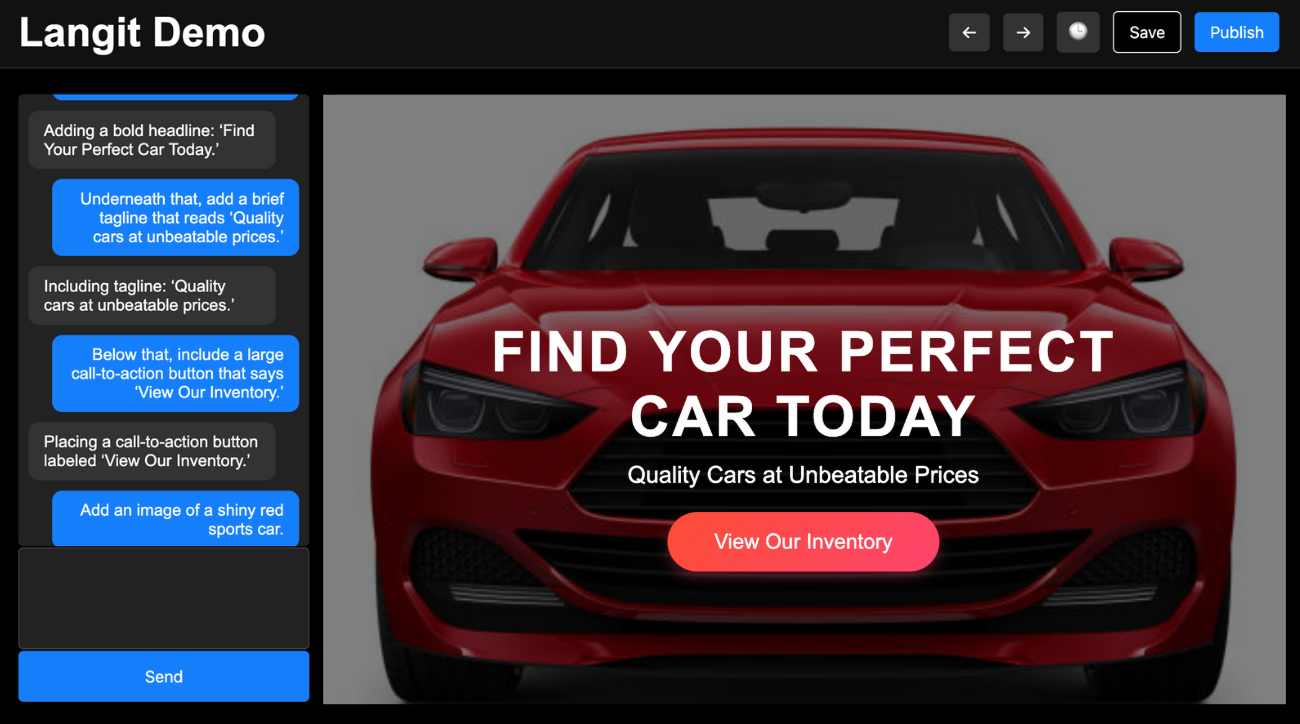 Langit Demo
Save
Publish
Adding a bold headline: ‘Find
Your Perfect Car Today.’
Underneath that, add a brief
tagline that reads ‘Quality
cars at unbeatable prices.’
Including tagline: ‘Quality
cars at unbeatable prices.’
Below that, include a large
call-to-action button that says
‘View Our Inventory.’
Placing a call-to-action button
labeled ‘View Our Inventory.’
Add an image of a shiny red
sports car.
Send
FIND YOUR PERFECT
CAR TODAY
Quality Cars at Unbeatable Prices
View Our Inventory